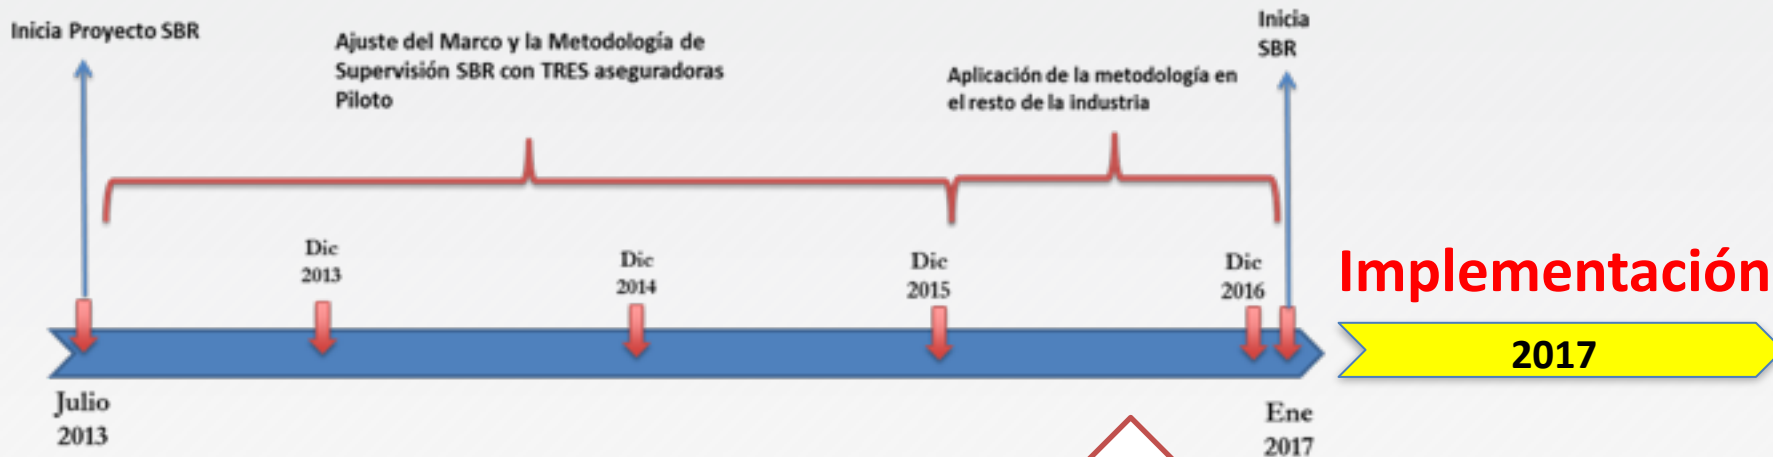 Inicia Proyecto SBR
Ajuste del Marco y la Metodología de
Supervisión SBR con TRES aseguradoras
Piloto
Inicia
SBR
Aplicación de la metodología en
el resto de la industria
Dic
2013
Dic
2014
Dic
2015
Dic
2016
Implementación
2017
Julio
2013
Ene
2017